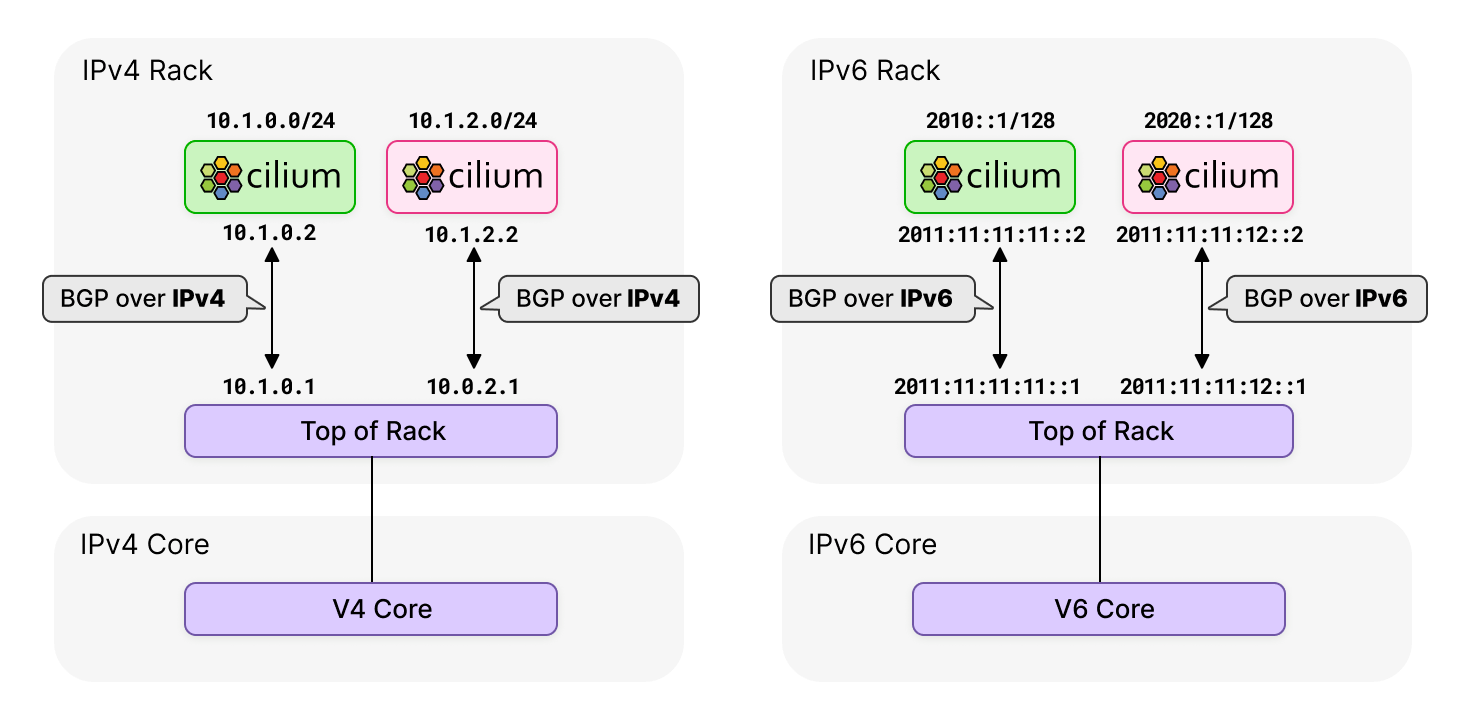 IPv4 Rack
10.1.0.0/24
10.1.2.0/24
cilium
cilium
10.1.0.2
10.1.2.2
BGP over IPv4
BGP over IPv4
10.1.0.1
10.0.2.1
Top of Rack
IPv4 Core
V4 Core
IPv6 Rack
2010::1/128
2020::1/128
cilium
cilium
2011:11:11:11::2
2011:11:11:12::2
BGP over IPv6
BGP over IPv6
2011:11:11:11::1
2011:11:11:12::1
Top of Rack
IPv6 Core
V6 Core